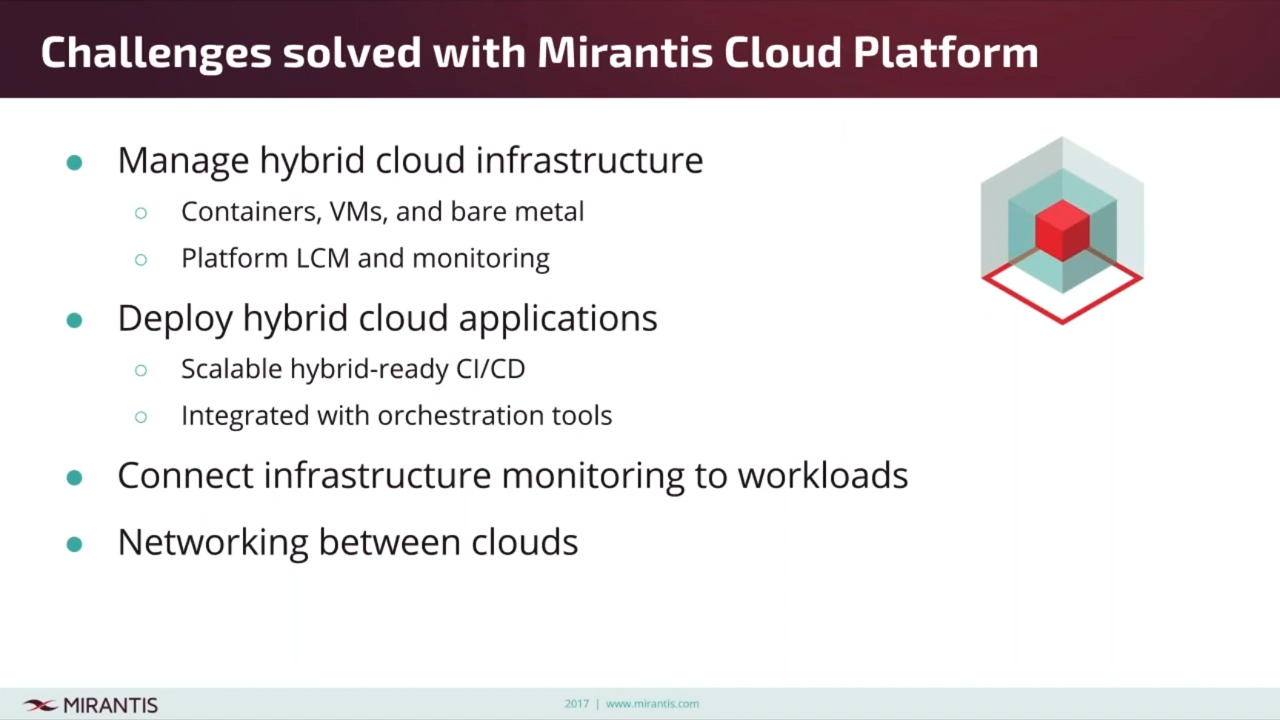 Challenges solved with Mirantis Cloud Platform
● Manage hybrid cloud infrastructure
○ Containers, VMs, and bare metal
○ Platform LCM and monitoring
● Deploy hybrid cloud applications
○ Scalable hybrid-ready CI/CD
○ Integrated with orchestration tools
● Connect infrastructure monitoring to workloads
● Networking between clouds
MIRANTIS
2017 | www.mirantis.com